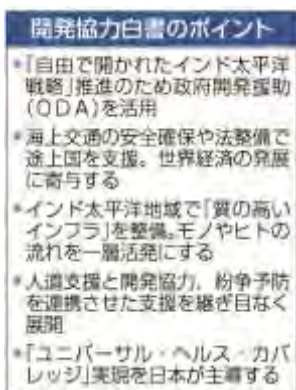 開発協力白書のポイント
●「自由で開かれたインド太平洋
戦略」推進のため政府開発援助
(ODA)を活用
●海上交通の安全確保や法整備で
途上国を支援。世界経済の発展
に寄与する
●インド太平洋地域で「質の高い
インフラ」を整備。モノやヒトの
流れを一層活発にする
●人道支援と開発協力、紛争予防
を連携させた支援を継ぎ目なく
展開
●「ユニバーサル・ヘルス・カバ
レッジ」実現を日本が主導する